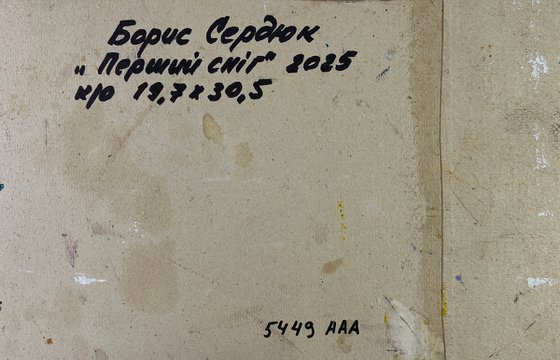 Борис Сердюк
„Перший сніг" 2025
к/о 19,7х30,5
5449 ААА